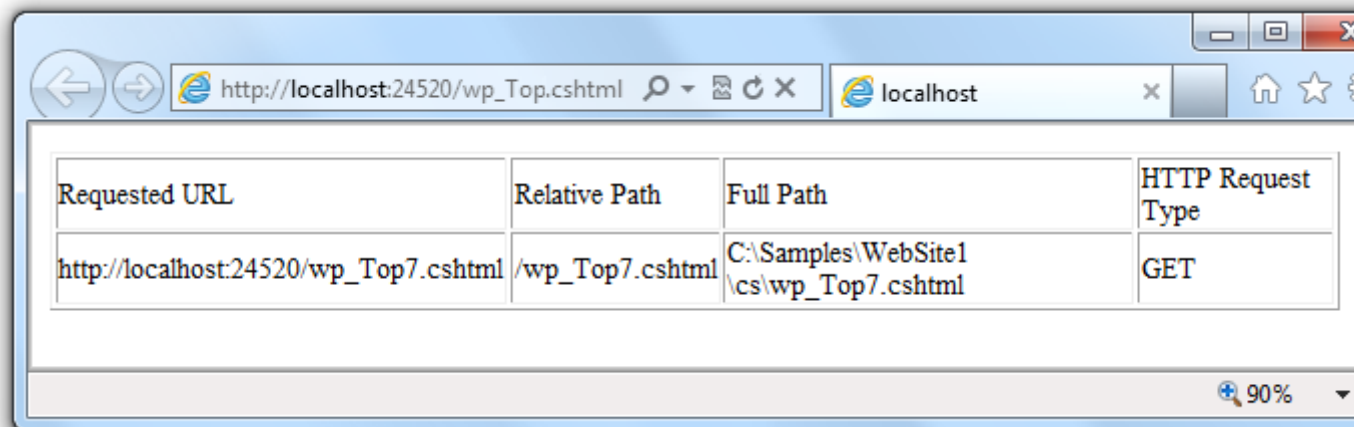 http://localhost:24520/wp_Top.cshtml
localhost
Requested URL
Relative Path
Full Path
HTTP Request
Type
http://localhost:24520/wp_Top7.cshtml
/wp_Top7.cshtml
C:\Samples\WebSite1
\cs\wp_Top7.cshtml
GET
90%